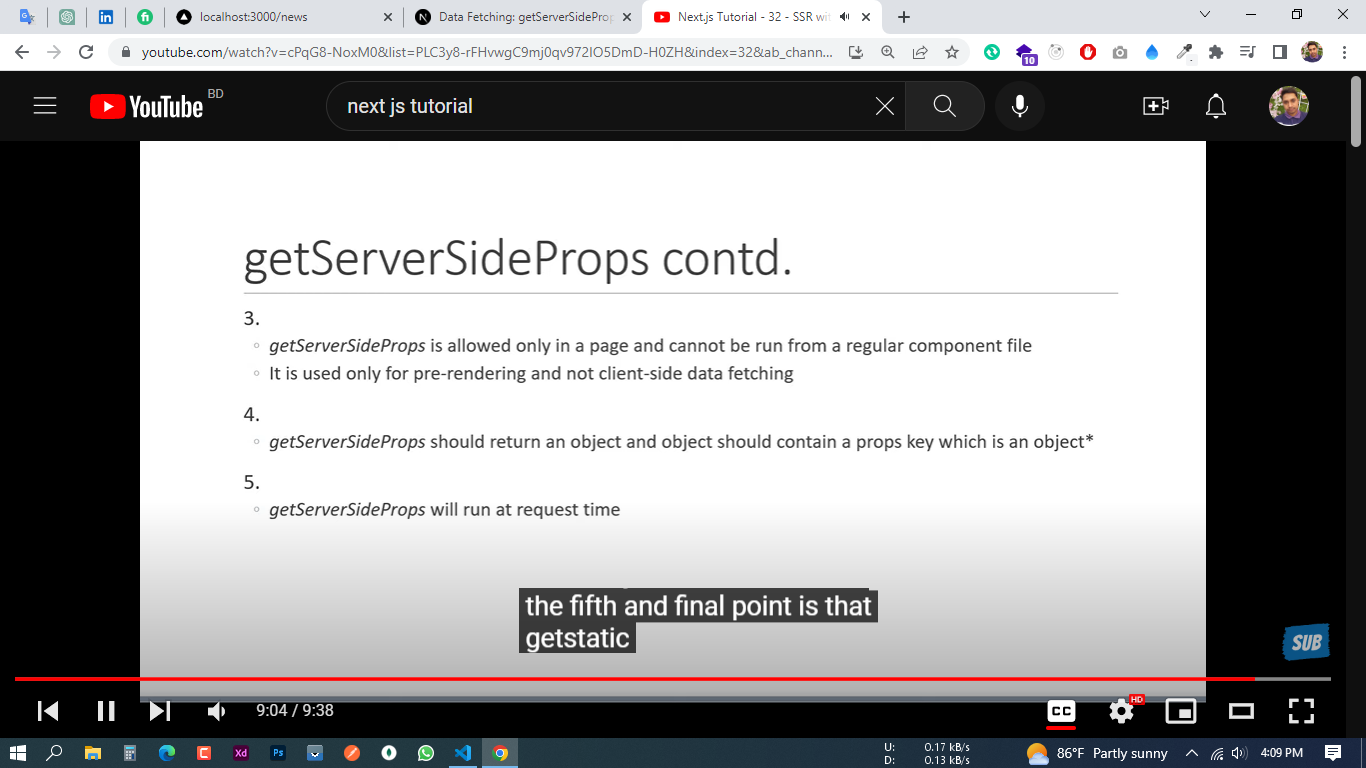 localhost:3000/news
Data Fetching: getServerSideProp
Next.js Tutorial - 32 - SSR wit
youtube.com/watch?v=cPqG8-NoxM0&list=PLC3y8-rFHvwgC9mj0qv972IO5DmD-H0ZH&index=32&ab_chann...
10
YouTube
BD
next js tutorial
getServerSideProps contd.
3.
getServerSideProps is allowed only in a page and cannot be run from a regular component file
It is used only for pre-rendering and not client-side data fetching
4.
getServerSideProps should return an object and object should contain a props key which is an object*
5.
getServerSideProps will run at request time
the fifth and final point is that
getstatic
SUB
9:04 / 9:38
CC
HD
Xd
Ps
U: 0.17 kB/s
D: 0.13 kB/s
86°F Partly sunny
4:09 PM